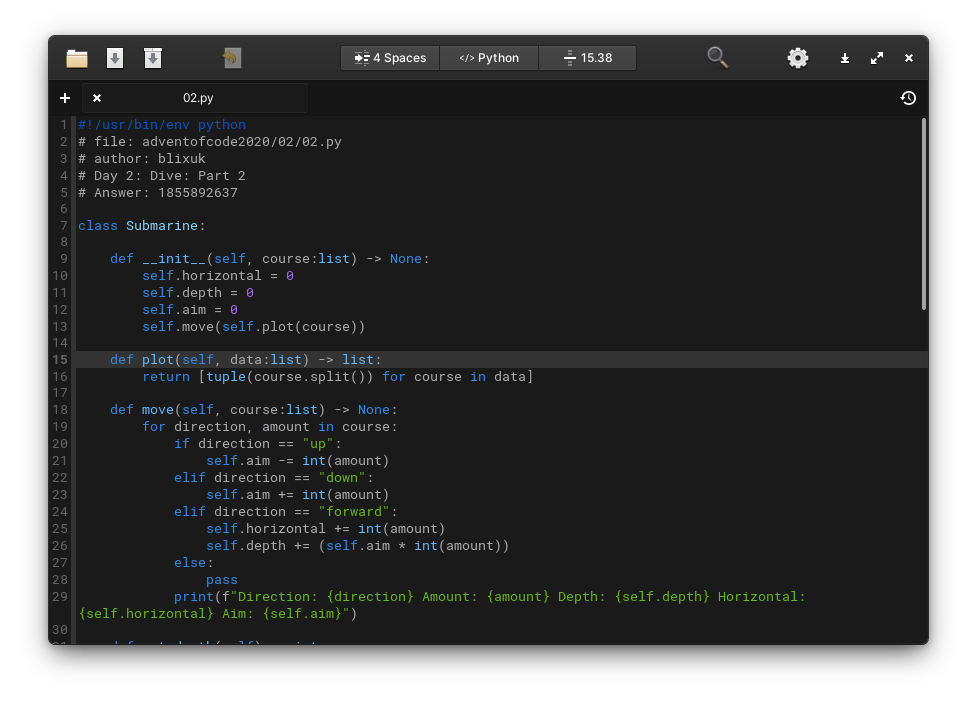 4 Spaces </> Python 15.38
02.py
1 #!/usr/bin/env python
2 # file: adventofcode2020/02/02.py
3 # author: blixuk
4 # Day 2: Dive: Part 2
5 # Answer: 1855892637
6
7 class Submarine:
8
9     def __init__(self, course:list) -> None:
10         self.horizontal = 0
11         self.depth = 0
12         self.aim = 0
13         self.move(self.plot(course))
14
15     def plot(self, data:list) -> list:
16         return [tuple(course.split()) for course in data]
17
18     def move(self, course:list) -> None:
19         for direction, amount in course:
20             if direction == "up":
21                 self.aim -= int(amount)
22             elif direction == "down":
23                 self.aim += int(amount)
24             elif direction == "forward":
25                 self.horizontal += int(amount)
26                 self.depth += (self.aim * int(amount))
27             else:
28                 pass
29             print(f"Direction: {direction} Amount: {amount} Depth: {self.depth} Horizontal:
{self.horizontal} Aim: {self.aim}")
30